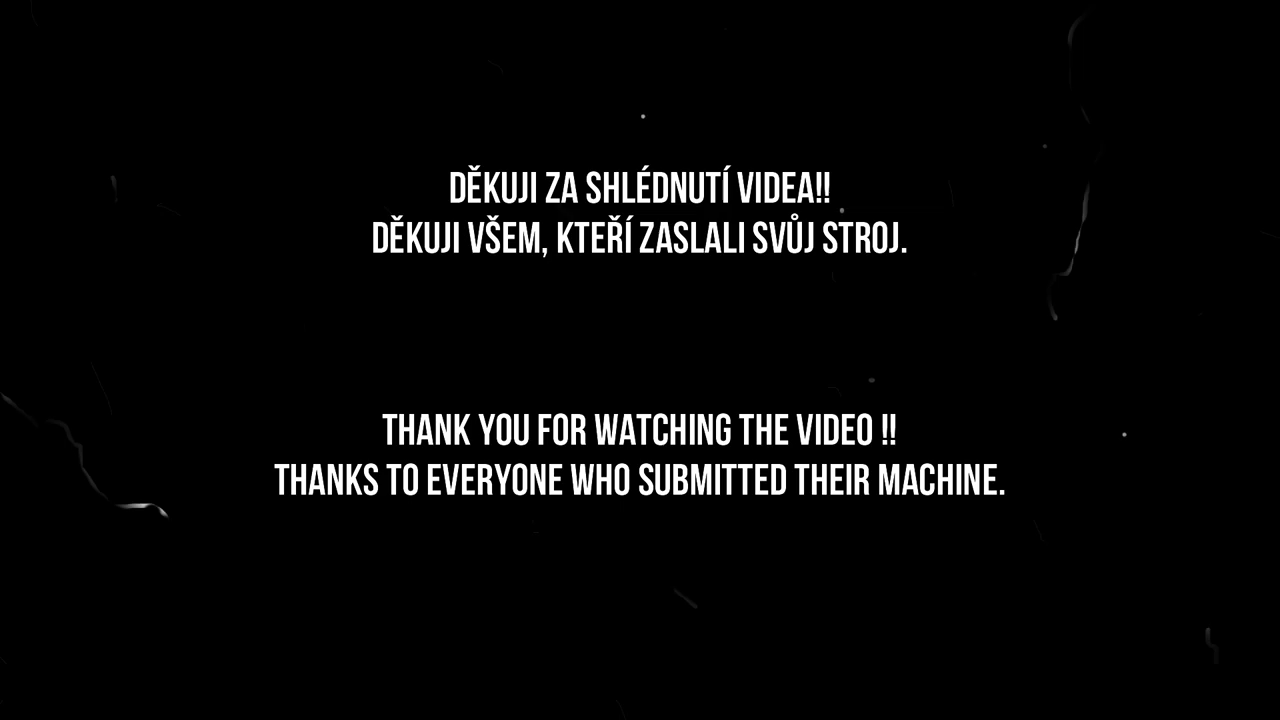 DĚKUJI ZA SHLÉDNUTÍ VIDEA!!
DĚKUJI VŠEM, KTEŘÍ ZASLALI SVŮJ STROJ.
THANK YOU FOR WATCHING THE VIDEO !!
THANKS TO EVERYONE WHO SUBMITTED THEIR MACHINE.